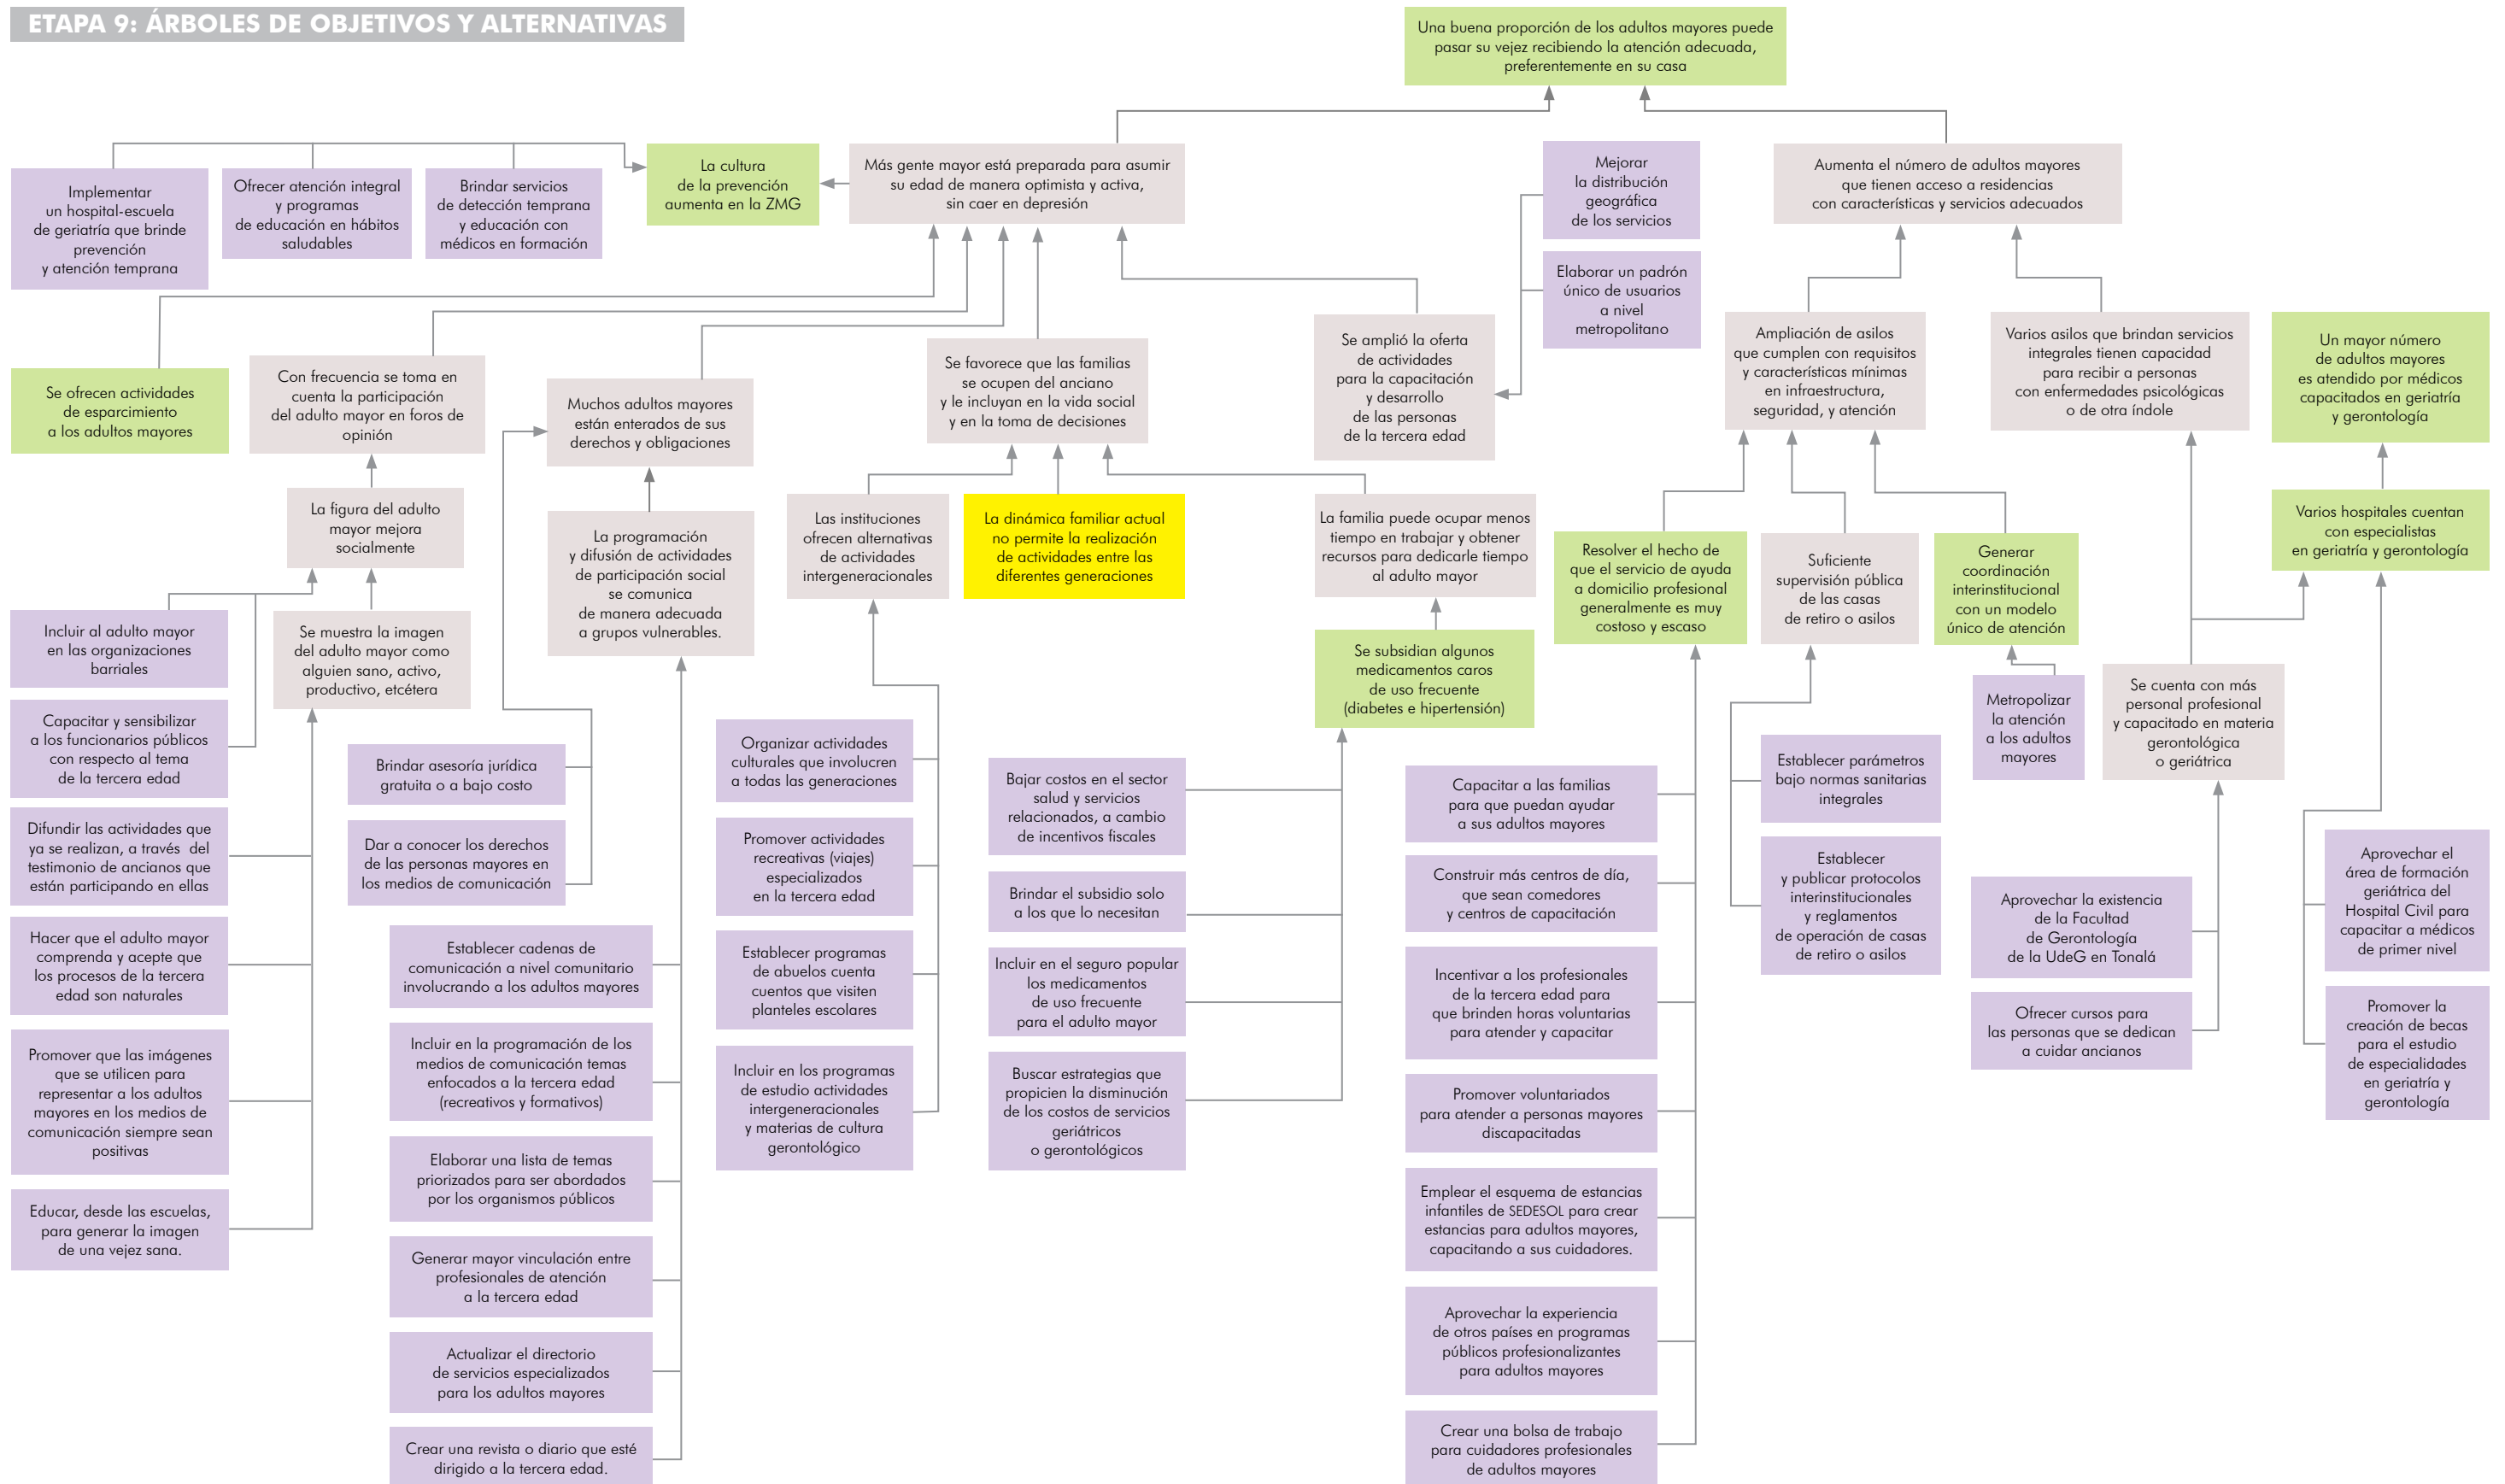 ETAPA 9: ÁRBOLES DE OBJETIVOS Y ALTERNATIVAS
Una buena proporción de los adultos mayores puede
pasar su vejez recibiendo la atención adecuada,
preferentemente en su casa
Implementar
un hospital-escuela
de geriatría que brinde
prevención
y atención temprana
Ofrecer atención integral
y programas
de educación en hábitos
saludables
Brindar servicios
de detección temprana
y educación con
médicos en formación
La cultura
de la prevención
aumenta en la ZMG
Más gente mayor está preparada para asumir
su edad de manera optimista y activa,
sin caer en depresión
Mejorar
la distribución
geográfica
de los servicios
Elaborar un padrón
único de usuarios
a nivel
metropolitano
Aumenta el número de adultos mayores
que tienen acceso a residencias
con características y servicios adecuados
Se ofrecen actividades
de esparcimiento
a los adultos mayores
Con frecuencia se toma en
cuenta la participación
del adulto mayor en foros de
opinión
Muchos adultos mayores
están enterados de sus
derechos y obligaciones
Se favorece que las familias
se ocupen del anciano
y le incluyan en la vida social
y en la toma de decisiones
Se amplió la oferta
de actividades
para la capacitación
y desarrollo
de las personas
de la tercera edad
Ampliación de asilos
que cumplen con requisitos
y características mínimas
en infraestructura,
seguridad, y atención
Varios asilos que brindan servicios
integrales tienen capacidad
para recibir a personas
con enfermedades psicológicas
o de otra índole
Un mayor número
de adultos mayores
es atendido por médicos
capacitados en geriatría
y gerontología
La figura del adulto
mayor mejora
socialmente
La programación
y difusión de actividades
de participación social
se comunica
de manera adecuada
a grupos vulnerables.
Las instituciones
ofrecen alternativas
de actividades
intergeneracionales
La dinámica familiar actual
no permite la realización
de actividades entre las
diferentes generaciones
La familia puede ocupar menos
tiempo en trabajar y obtener
recursos para dedicarle tiempo
al adulto mayor
Resolver el hecho de
que el servicio de ayuda
a domicilio profesional
generalmente es muy
costoso y escaso
Suficiente
supervisión pública
de las casas
de retiro o asilos
Generar
coordinación
interinstitucional
con un modelo
único de atención
Varios hospitales cuentan
con especialistas
en geriatría y gerontología
Incluir al adulto mayor
en las organizaciones
barriales
Se muestra la imagen
del adulto mayor como
alguien sano, activo,
productivo, etcétera
Se subsidian algunos
medicamentos caros
de uso frecuente
(diabetes e hipertensión)
Metropolizar
la atención
a los adultos
mayores
Se cuenta con más
personal profesional
y capacitado en materia
gerontológica
o geriátrica
Capacitar y sensibilizar
a los funcionarios públicos
con respecto al tema
de la tercera edad
Difundir las actividades que
ya se realizan, a través del
testimonio de ancianos que
están participando en ellas
Hacer que el adulto mayor
comprenda y acepte que
los procesos de la tercera
edad son naturales
Promover que las imágenes
que se utilicen para
representar a los adultos
mayores en los medios de
comunicación siempre sean
positivas
Educar, desde las escuelas,
para generar la imagen
de una vejez sana.
Brindar asesoría jurídica
gratuita o a bajo costo
Dar a conocer los derechos
de las personas mayores en
los medios de comunicación
Establecer cadenas de
comunicación a nivel comunitario
involucrando a los adultos mayores
Incluir en la programación de los
medios de comunicación temas
enfocados a la tercera edad
(recreativos y formativos)
Elaborar una lista de temas
priorizados para ser abordados
por los organismos públicos
Generar mayor vinculación entre
profesionales de atención
a la tercera edad
Actualizar el directorio
de servicios especializados
para los adultos mayores
Crear una revista o diario que esté
dirigido a la tercera edad.
Organizar actividades
culturales que involucren
a todas las generaciones
Promover actividades
recreativas (viajes)
especializados
en la tercera edad
Establecer programas
de abuelos cuenta
cuentos que visiten
planteles escolares
Incluir en los programas
de estudio actividades
intergeneracionales
y materias de cultura
gerontológico
Bajar costos en el sector
salud y servicios
relacionados, a cambio
de incentivos fiscales
Brindar el subsidio solo
a los que lo necesitan
Incluir en el seguro popular
los medicamentos
de uso frecuente
para el adulto mayor
Buscar estrategias que
propicien la disminución
de los costos de servicios
geriátricos
o gerontológicos
Capacitar a las familias
para que puedan ayudar
a sus adultos mayores
Construir más centros de día,
que sean comedores
y centros de capacitación
Incentivar a los profesionales
de la tercera edad para
que brinden horas voluntarias
para atender y capacitar
Promover voluntariados
para atender a personas mayores
discapacitadas
Emplear el esquema de estancias
infantiles de SEDESOL para crear
estancias para adultos mayores,
capacitando a sus cuidadores.
Aprovechar la experiencia
de otros países en programas
públicos profesionalizantes
para adultos mayores
Crear una bolsa de trabajo
para cuidadores profesionales
de adultos mayores
Establecer parámetros
bajo normas sanitarias
integrales
Establecer
y publicar protocolos
interinstitucionales
y reglamentos
de operación de casas
de retiro o asilos
Aprovechar la existencia
de la Facultad
de Gerontología
de la UdeG en Tonalá
Ofrecer cursos para
las personas que se dedican
a cuidar ancianos
Aprovechar el
área de formación
geriátrica del
Hospital Civil para
capacitar a médicos
de primer nivel
Promover la
creación de becas
para el estudio
de especialidades
en geriatría y
gerontología